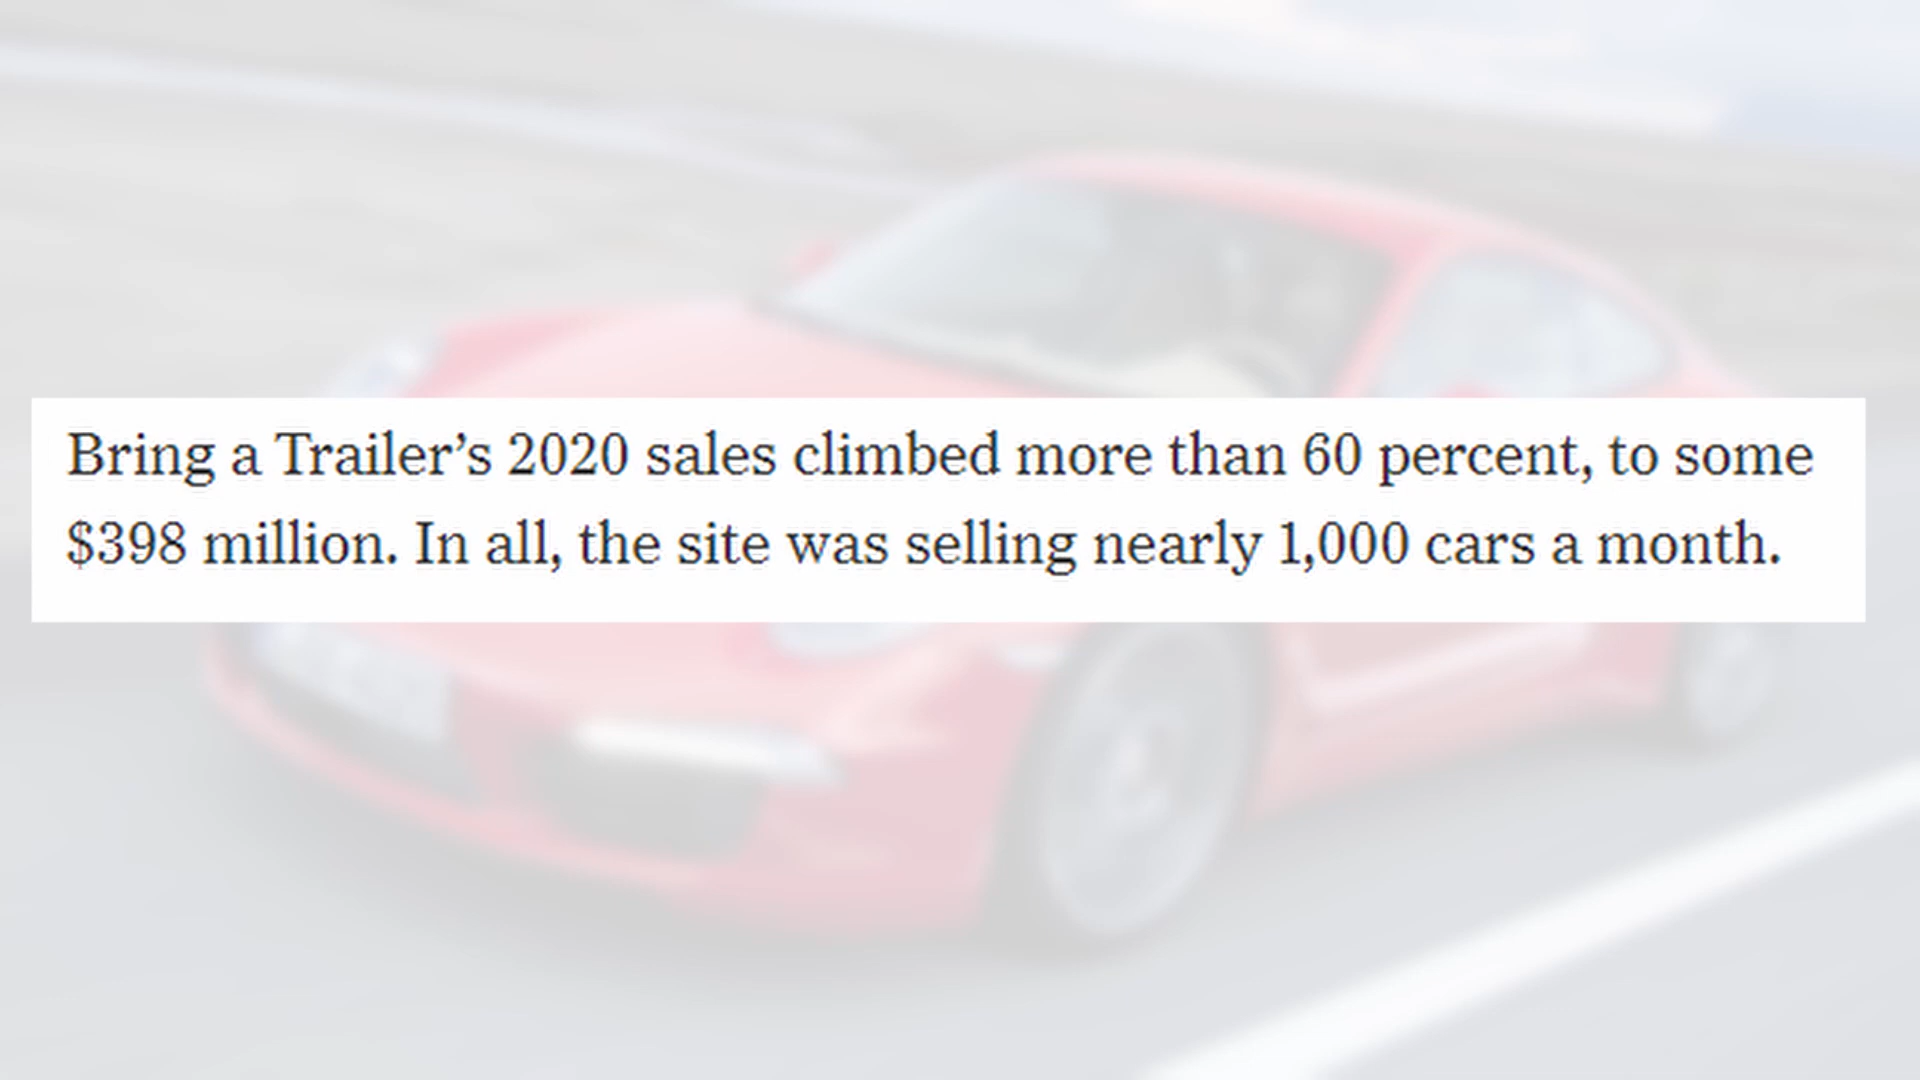 Bring a Trailer’s 2020 sales climbed more than 60 percent, to some
$398 million. In all, the site was selling nearly 1,000 cars a month.